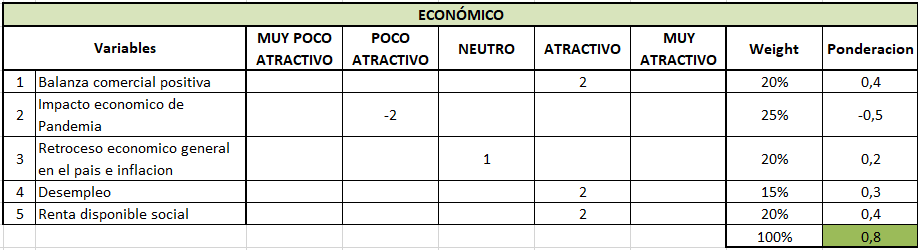 ECONÓMICO
Variables MUY POCO ATRACTIVO POCO ATRACTIVO NEUTRO ATRACTIVO MUY ATRACTIVO Weight Ponderacion
1 Balanza comercial positiva 2 20% 0,4
2 Impacto economico de Pandemia -2 25% -0,5
3 Retroceso economico general en el pais e inflacion 1 20% 0,2
4 Desempleo 2 15% 0,3
5 Renta disponible social 2 20% 0,4
100% 0,8